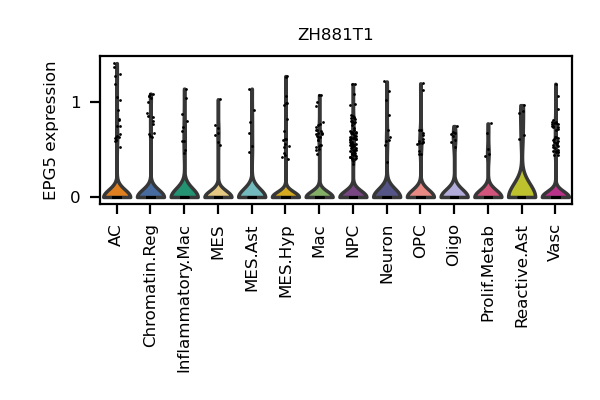 ZH881T1
EPG5 expression
1
0
AC
Chromatin.Reg
Inflammatory.Mac
MES
MES.Ast
MES.Hyp
Mac
NPC
Neuron
OPC
Oligo
Prolif.Metab
Reactive.Ast
Vasc